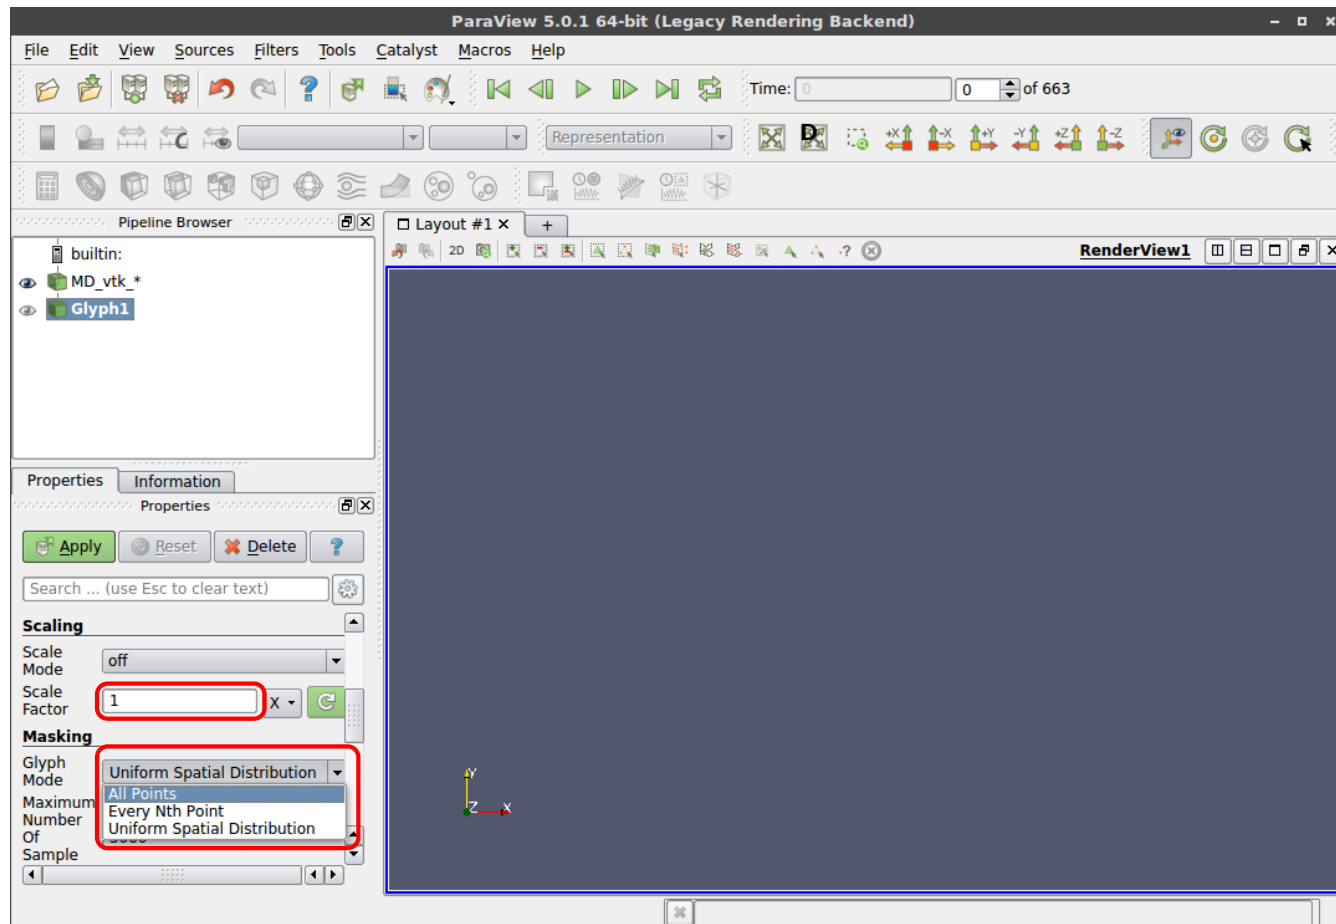 ParaView 5.0.1 64-bit (Legacy Rendering Backend)
File Edit View Sources Filters Tools Catalyst Macros Help
Time: 0 0 of 663
Representation
Pipeline Browser
Layout #1
2D
RenderView1
builtin:
MD_vtk_*
Glyph1
Properties Information
Properties
Apply Reset Delete ?
Search ... (use Esc to clear text)
Scaling
Scale
Mode
off
Scale
Factor
1
X
Masking
Glyph
Mode
Uniform Spatial Distribution
All Points
Every Nth Point
Uniform Spatial Distribution
Maximum
Number
Of
Sample
Y
Z X
+X -X +Y -Y +Z -Z